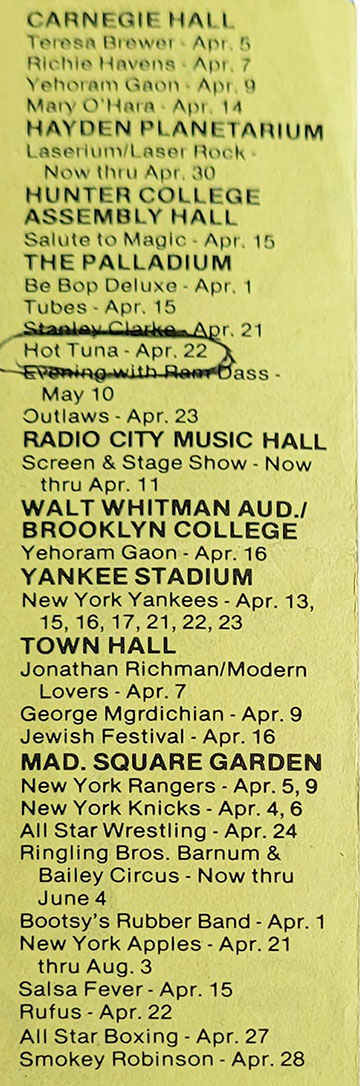 CARNEGIE HALL
Teresa Brewer - Apr. 5
Richie Havens - Apr. 7
Yehoram Gaon - Apr. 9
Mary O'Hara - Apr. 14
HAYDEN PLANETARIUM
Laserium/Laser Rock -
Now thru Apr. 30
HUNTER COLLEGE
ASSEMBLY HALL
Salute to Magic - Apr. 15
THE PALLADIUM
Be Bop Deluxe - Apr. 1
Tubes - Apr. 15
Stanley Clarke - Apr. 21
Hot Tuna - Apr. 22
Evening with Ram Dass -
May 10
Outlaws - Apr. 23
RADIO CITY MUSIC HALL
Screen & Stage Show - Now
thru Apr. 11
WALT WHITMAN AUD./
BROOKLYN COLLEGE
Yehoram Gaon - Apr. 16
YANKEE STADIUM
New York Yankees - Apr. 13,
15, 16, 17, 21, 22, 23
TOWN HALL
Jonathan Richman/Modern
Lovers - Apr. 7
George Mgrdichian - Apr. 9
Jewish Festival - Apr. 16
MAD. SQUARE GARDEN
New York Rangers - Apr. 5, 9
New York Knicks - Apr. 4, 6
All Star Wrestling - Apr. 24
Ringling Bros. Barnum &
Bailey Circus - Now thru
June 4
Bootsy's Rubber Band - Apr. 1
New York Apples - Apr. 21
thru Aug. 3
Salsa Fever - Apr. 15
Rufus - Apr. 22
All Star Boxing - Apr. 27
Smokey Robinson - Apr. 28